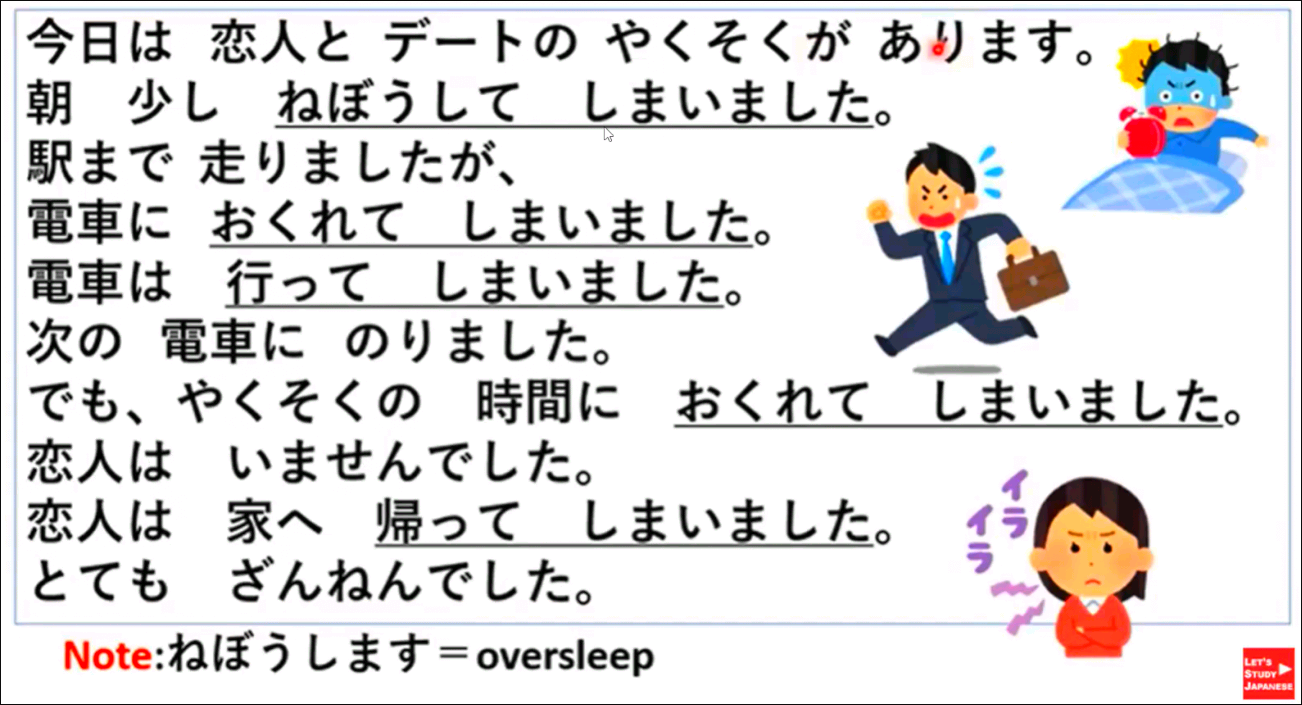 今日は 恋人と デートの やくそくが あります。
朝 少し ねぼうして しまいました。
駅まで 走りましたが、
電車に おくれて しまいました。
電車は 行って しまいました。
次の 電車に のりました。
でも、やくそくの 時間に おくれて しまいました。
恋人は いませんでした。
恋人は 家へ 帰って しまいました。
とても ざんねんでした。
イライラ
Note:ねぼうします＝oversleep
LET'S
STUDY
JAPANESE